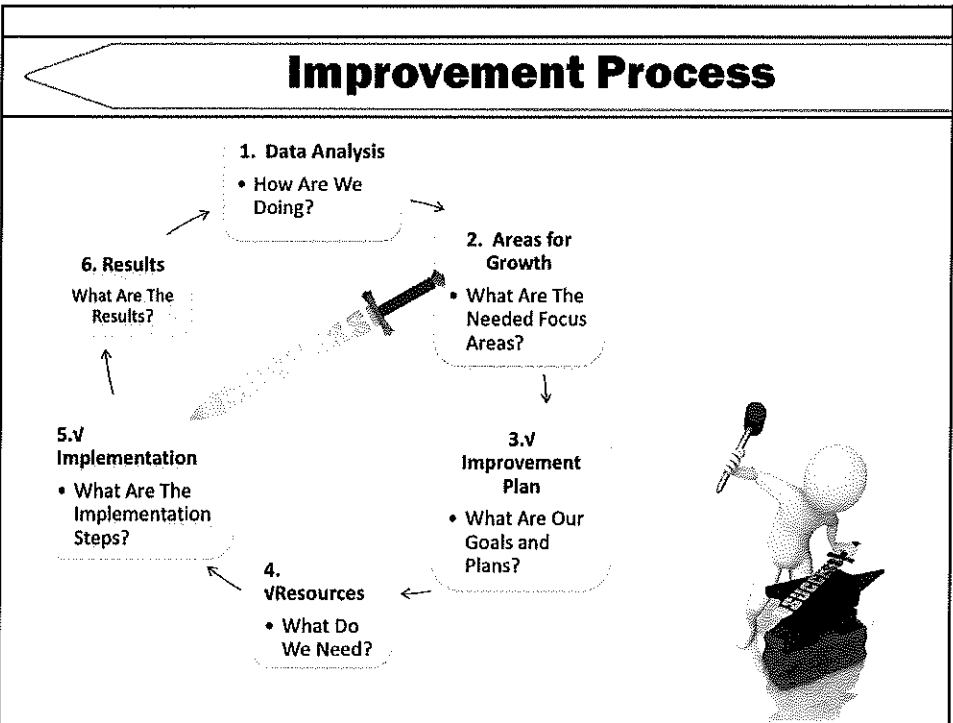 Improvement Process
1. Data Analysis
• How Are We
Doing?
2. Areas for
Growth
• What Are The
Needed Focus
Areas?
3.√
Improvement
Plan
• What Are Our
Goals and
Plans?
4.
√Resources
• What Do
We Need?
5.√
Implementation
• What Are The
Implementation
Steps?
6. Results
What Are The
Results?